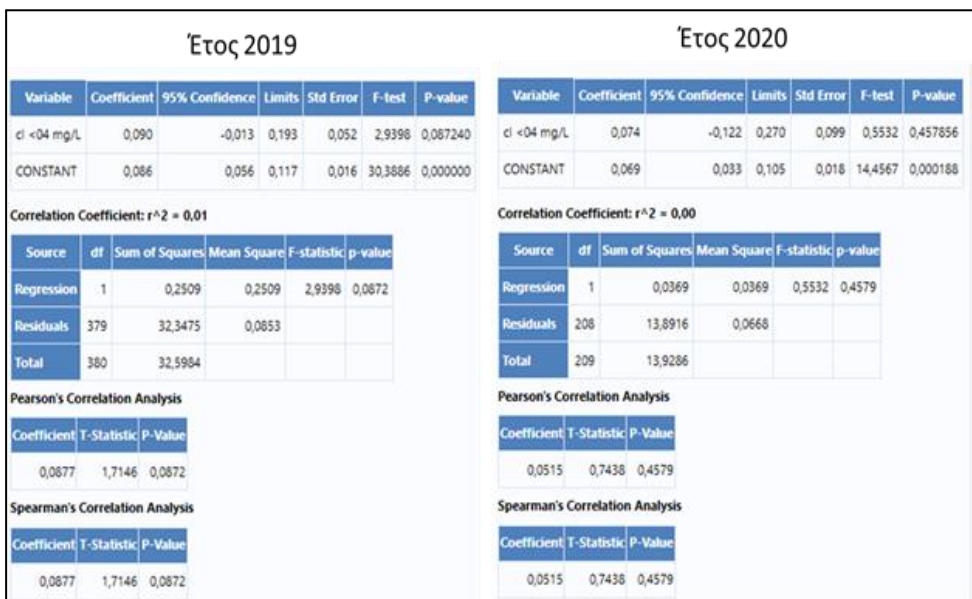 Έτος 2019
Variable Coefficient 95% Confidence Limits Std Error F-test P-value
cl <04 mg/L 0,090 -0,013 0,193 0,052 2,9398 0,087240
CONSTANT 0,086 0,056 0,117 0,016 30,3886 0,000000
Correlation Coefficient: r^2 = 0,01
Source df Sum of Squares Mean Square F-statistic p-value
Regression 1 0,2509 0,2509 2,9398 0,0872
Residuals 379 32,3475 0,0853
Total 380 32,5984
Pearson's Correlation Analysis
Coefficient T-Statistic P-Value
0,0877 1,7146 0,0872
Spearman's Correlation Analysis
Coefficient T-Statistic P-Value
0,0877 1,7146 0,0872
Έτος 2020
Variable Coefficient 95% Confidence Limits Std Error F-test P-value
cl <04 mg/L 0,074 -0,122 0,270 0,099 0,5532 0,457856
CONSTANT 0,069 0,033 0,105 0,018 14,4567 0,000188
Correlation Coefficient: r^2 = 0,00
Source df Sum of Squares Mean Square F-statistic p-value
Regression 1 0,0369 0,0369 0,5532 0,4579
Residuals 208 13,8916 0,0668
Total 209 13,9286
Pearson's Correlation Analysis
Coefficient T-Statistic P-Value
0,0515 0,7438 0,4579
Spearman's Correlation Analysis
Coefficient T-Statistic P-Value
0,0515 0,7438 0,4579